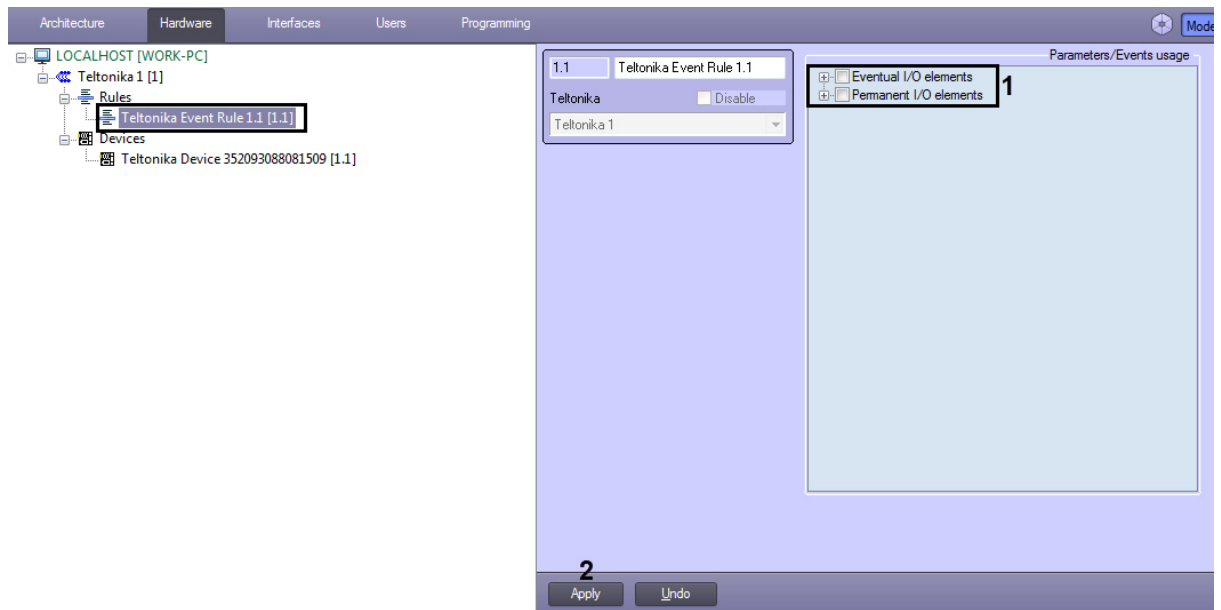 Architecture Hardware Interfaces Users Programming Mode
LOCALHOST [WORK-PC]
Teltonika 1 [1]
Rules
Teltonika Event Rule 1.1 [1.1]
Devices
Teltonika Device 352093088081509 [1.1]
1.1 Teltonika Event Rule 1.1
Teltonika Disable
Teltonika 1
Parameters/Events usage
Eventual I/O elements
Permanent I/O elements
1
2
Apply Undo